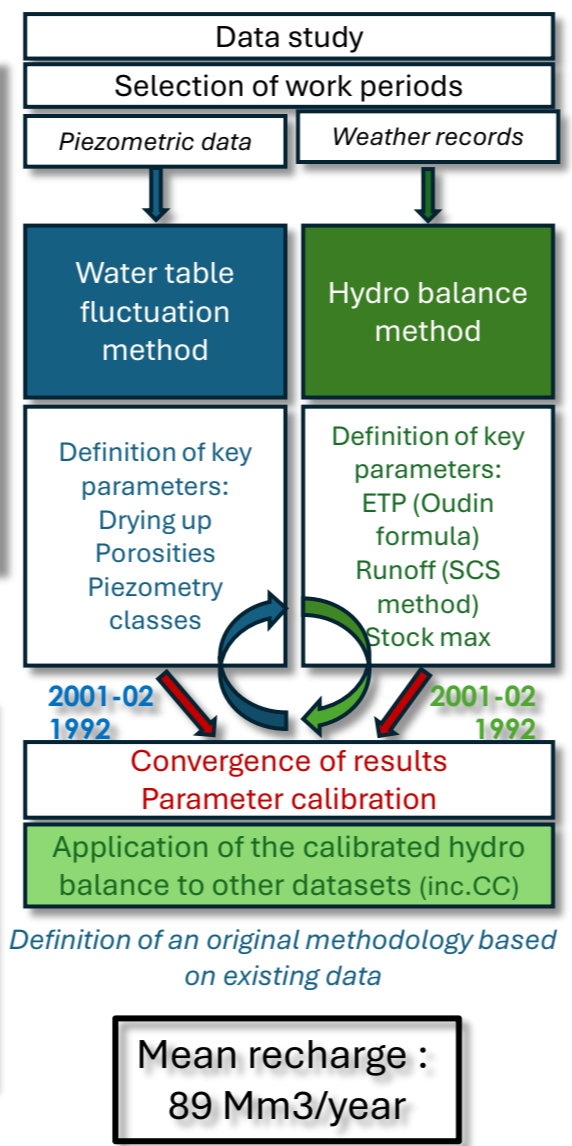 Data study
Selection of work periods
Piezometric data
Weather records
Water table
fluctuation
method
Hydro balance
method
Definition of key
parameters:
Drying up
Porosities
Piezometry
classes
Definition of key
parameters:
ETP (Oudin
formula)
Runoff (SCS
method)
Stock max
2001-02
1992
2001-02
1992
Convergence of results
Parameter calibration
Application of the calibrated hydro
balance to other datasets (inc.CC)
Definition of an original methodology based
on existing data
Mean recharge :
89 Mm3/year